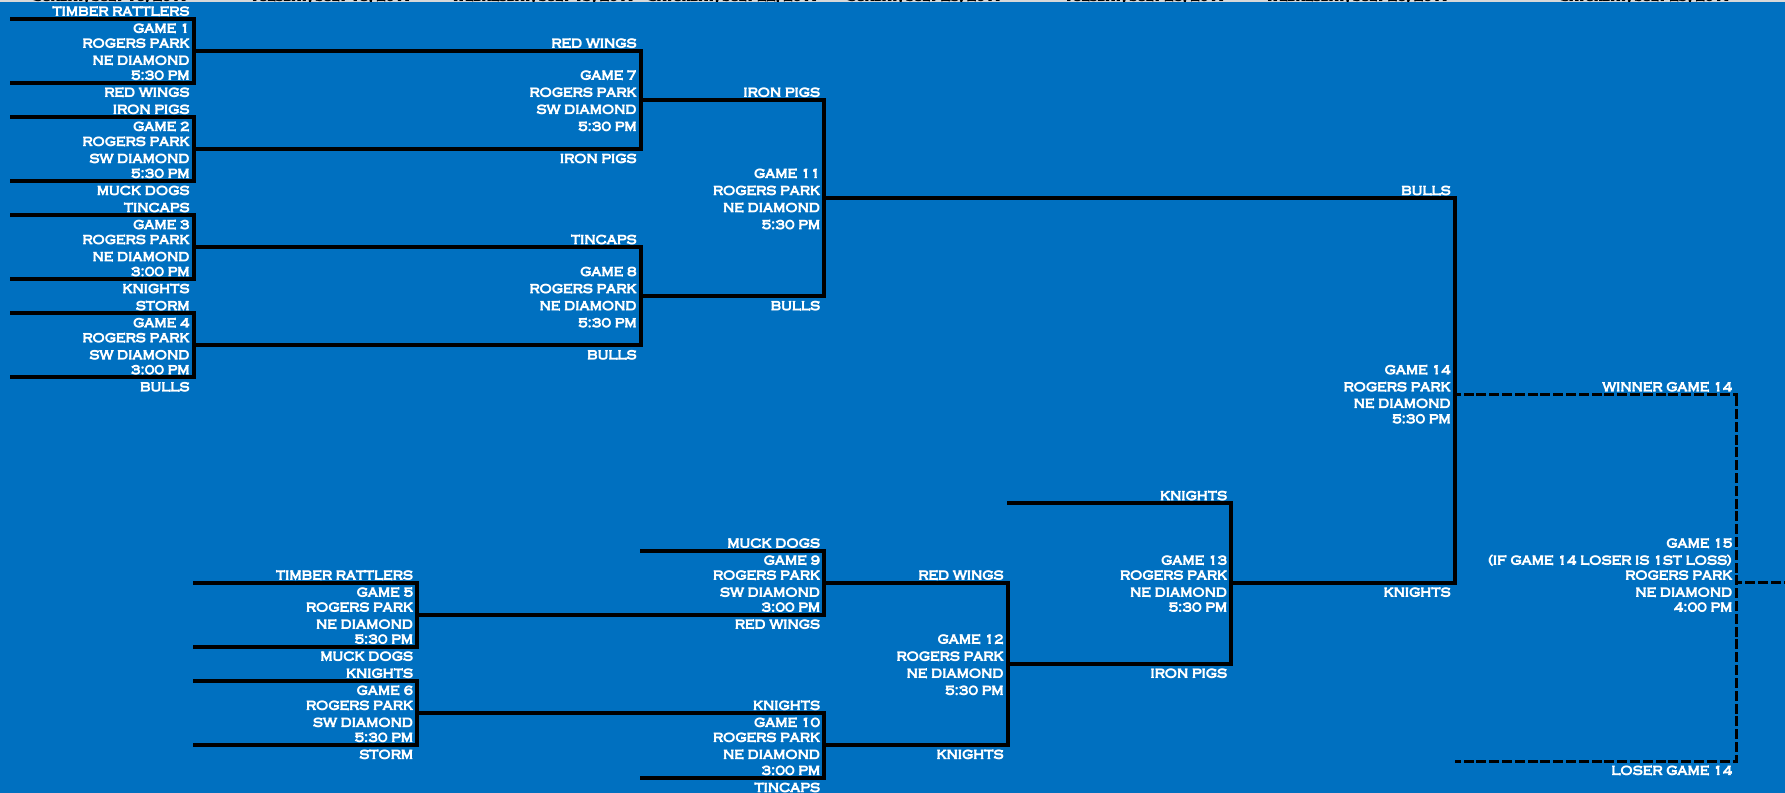 TIMBER RATTLERS
GAME 1
ROGERS PARK
NE DIAMOND
5:30 PM
RED WINGS
IRON PIGS
GAME 2
ROGERS PARK
SW DIAMOND
5:30 PM
MUCK DOGS
TINCAPS
GAME 3
ROGERS PARK
NE DIAMOND
3:00 PM
KNIGHTS
STORM
GAME 4
ROGERS PARK
SW DIAMOND
3:00 PM
BULLS
RED WINGS
GAME 7
ROGERS PARK
SW DIAMOND
5:30 PM
IRON PIGS
TINCAPS
GAME 8
ROGERS PARK
NE DIAMOND
5:30 PM
BULLS
IRON PIGS
GAME 11
ROGERS PARK
NE DIAMOND
5:30 PM
BULLS
BULLS
GAME 14
ROGERS PARK
NE DIAMOND
5:30 PM
KNIGHTS
WINNER GAME 14
GAME 15
(IF GAME 14 LOSER IS 1ST LOSS)
ROGERS PARK
NE DIAMOND
4:00 PM
LOSER GAME 14
TIMBER RATTLERS
GAME 5
ROGERS PARK
NE DIAMOND
5:30 PM
MUCK DOGS
KNIGHTS
GAME 6
ROGERS PARK
SW DIAMOND
5:30 PM
STORM
MUCK DOGS
GAME 9
ROGERS PARK
SW DIAMOND
3:00 PM
RED WINGS
KNIGHTS
GAME 10
ROGERS PARK
NE DIAMOND
3:00 PM
TINCAPS
RED WINGS
GAME 12
ROGERS PARK
NE DIAMOND
5:30 PM
KNIGHTS
KNIGHTS
GAME 13
ROGERS PARK
NE DIAMOND
5:30 PM
IRON PIGS